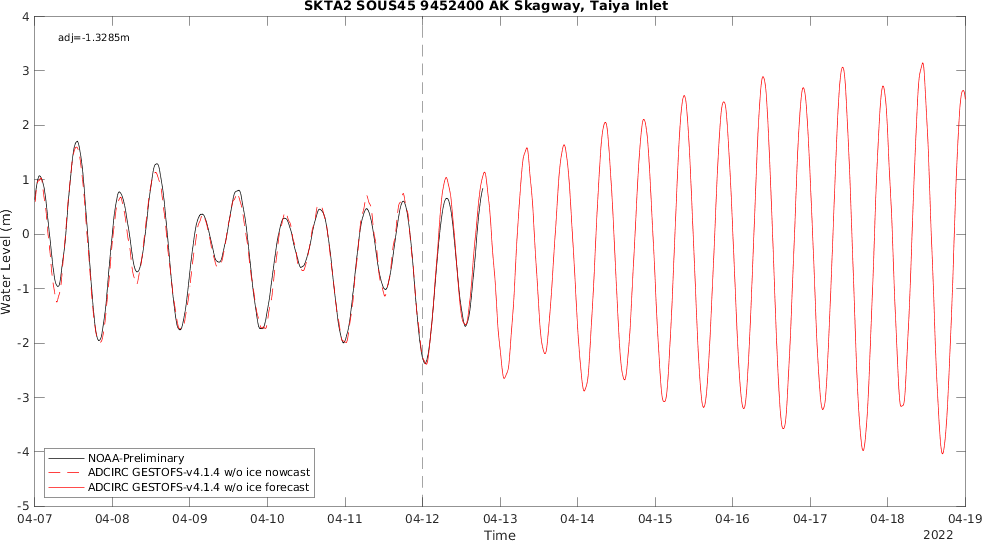 SKTA2 SOUS45 9452400 AK Skagway, Taiya Inlet
adj=-1.3285m
4
3
2
1
0
-1
-2
-3
-4
-5
Water Level (m)
NOAA-Preliminary
ADCIRC GESTOFS-v4.1.4 w/o ice nowcast
ADCIRC GESTOFS-v4.1.4 w/o ice forecast
04-07 04-08 04-09 04-10 04-11 04-12 04-13 04-14 04-15 04-16 04-17 04-18 04-19
Time
2022